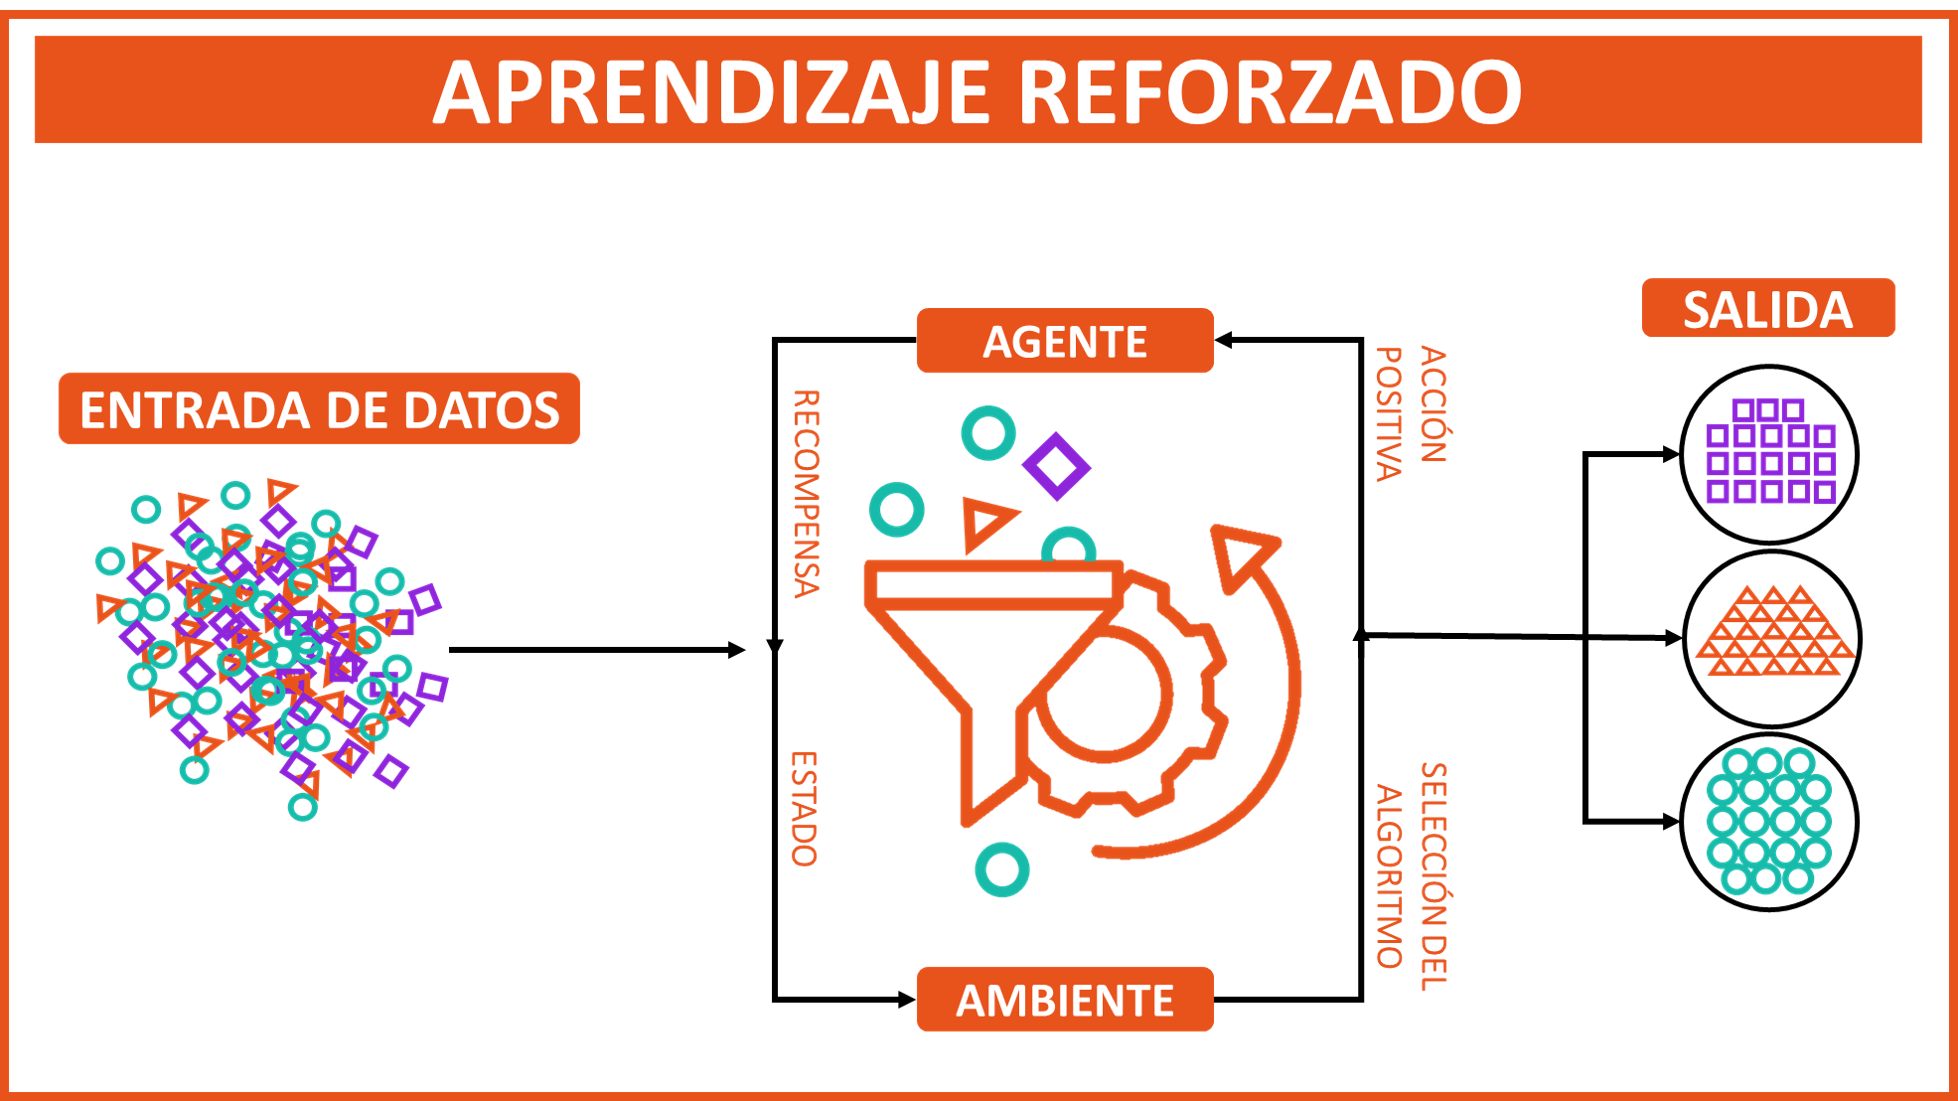 APRENDIZAJE REFORZADO
ENTRADA DE DATOS
AGENTE
RECOMPENSA
ESTADO
AMBIENTE
ACCIÓN
POSITIVA
SELECCIÓN DEL
ALGORITMO
SALIDA